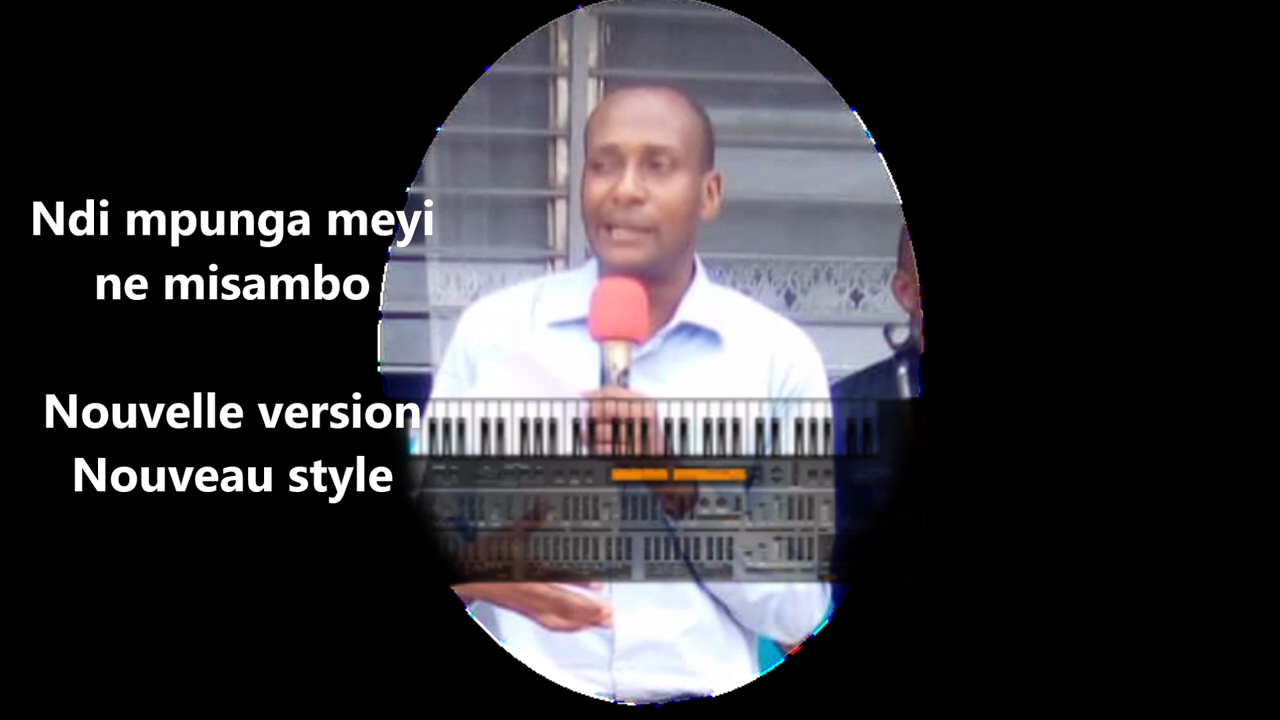 Ndi mpunga meyi
ne misambo
Nouvelle version
Nouveau style